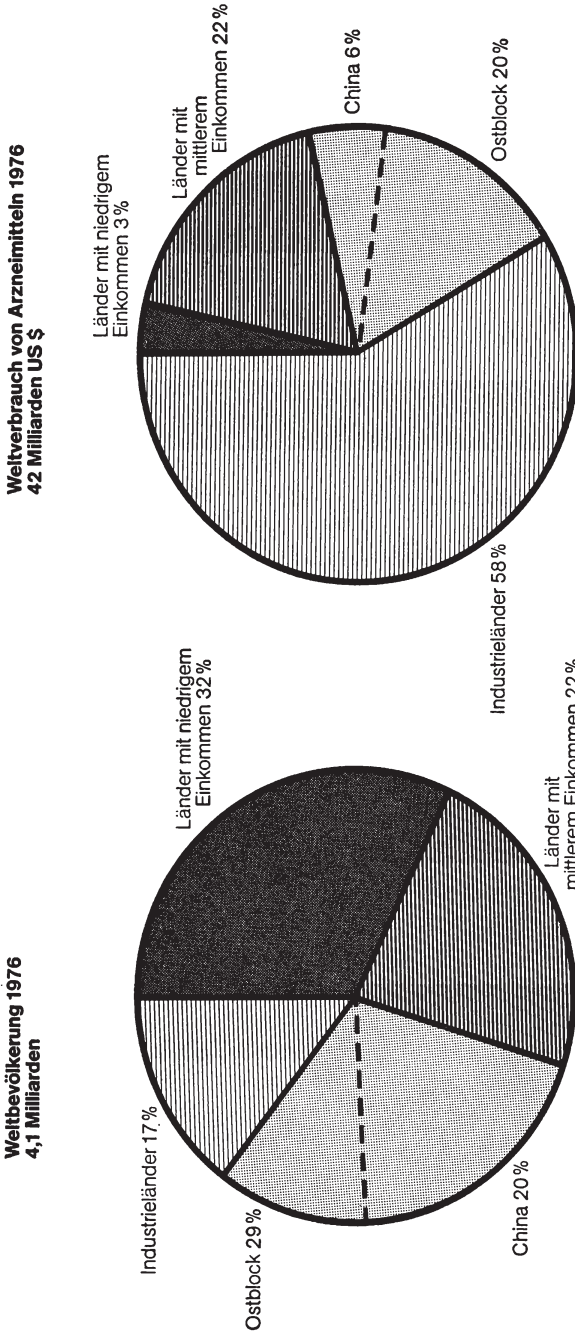 Weltbevölkerung 1976
4,1 Milliarden
Industrieländer 17%
Länder mit niedrigem
Einkommen 32%
Ostblock 29%
China 20%
Länder mit
mittlerem Einkommen 22%
Weltverbrauch von Arzneimitteln 1976
42 Milliarden US $
Länder mit niedrigem
Einkommen 3%
Länder mit
mittlerem
Einkommen 22%
China 6%
Ostblock 20%
Industrieländer 58%